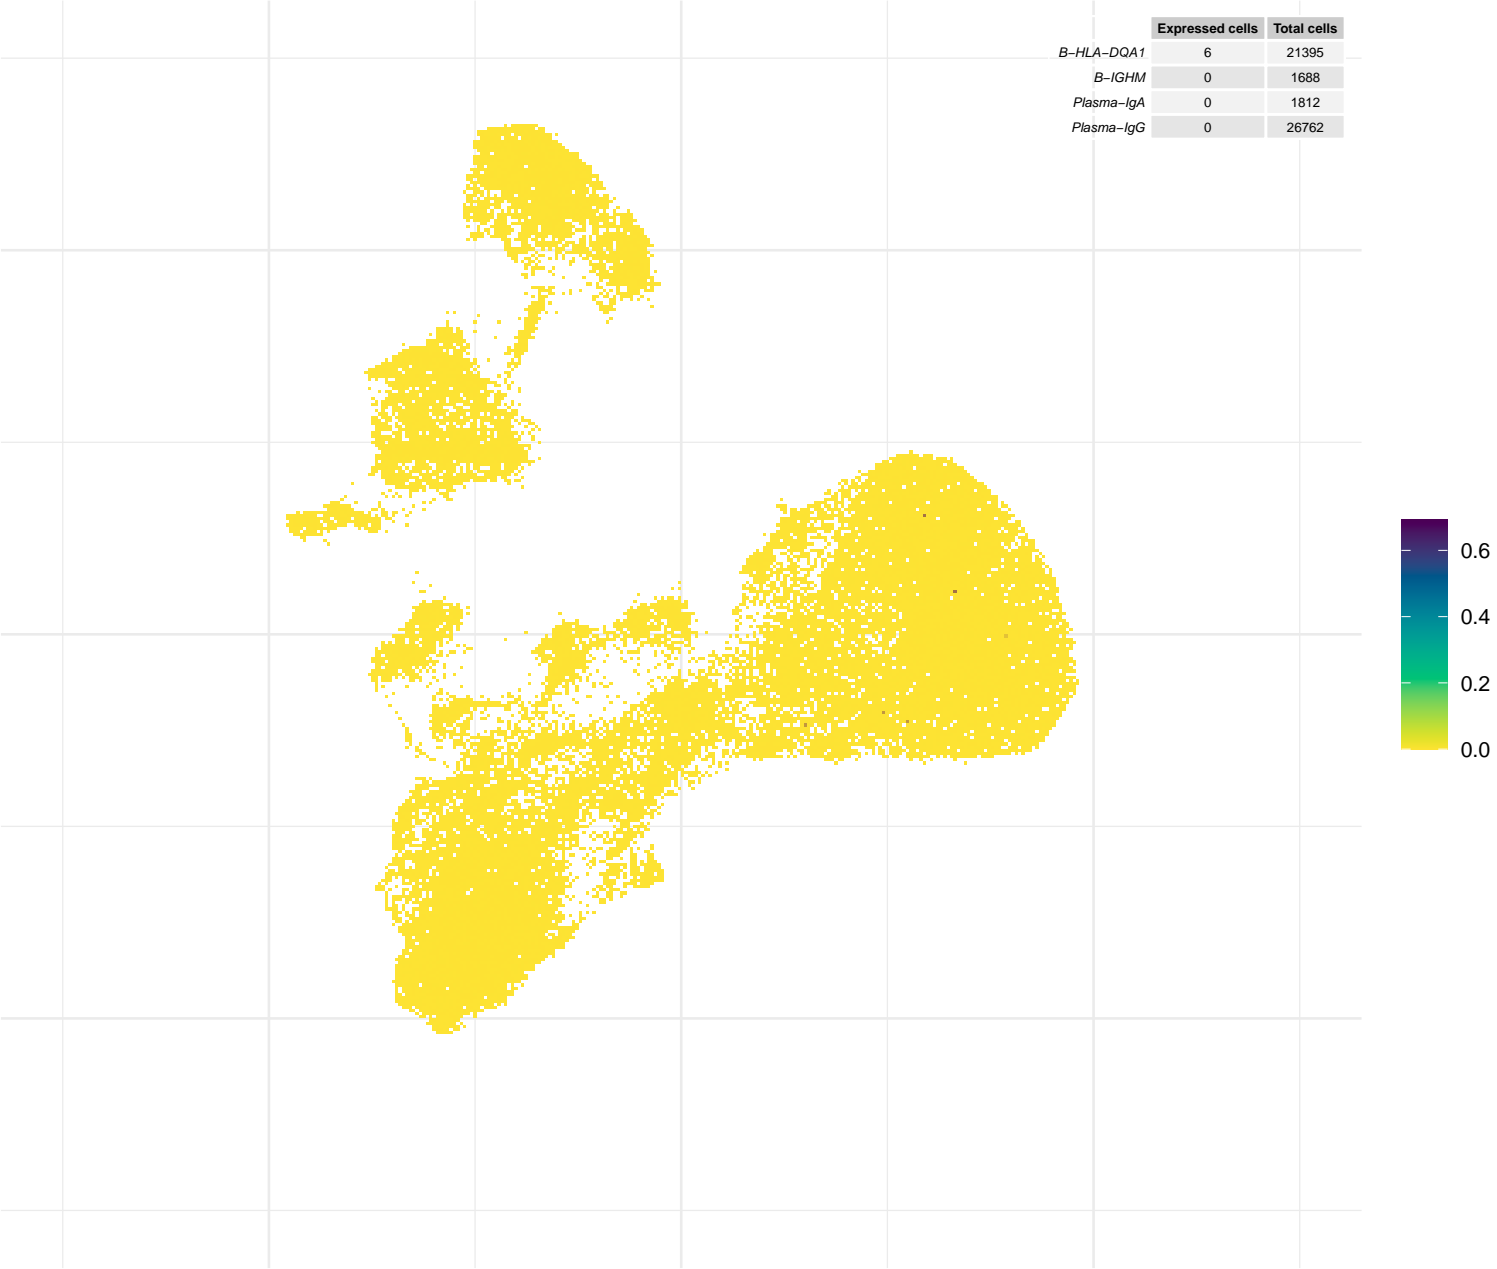 Expressed cells Total cells
B−HLA−DQA1 6 21395
B−IGHM 0 1688
Plasma−IgA 0 1812
Plasma−IgG 0 26762
0.6
0.4
0.2
0.0